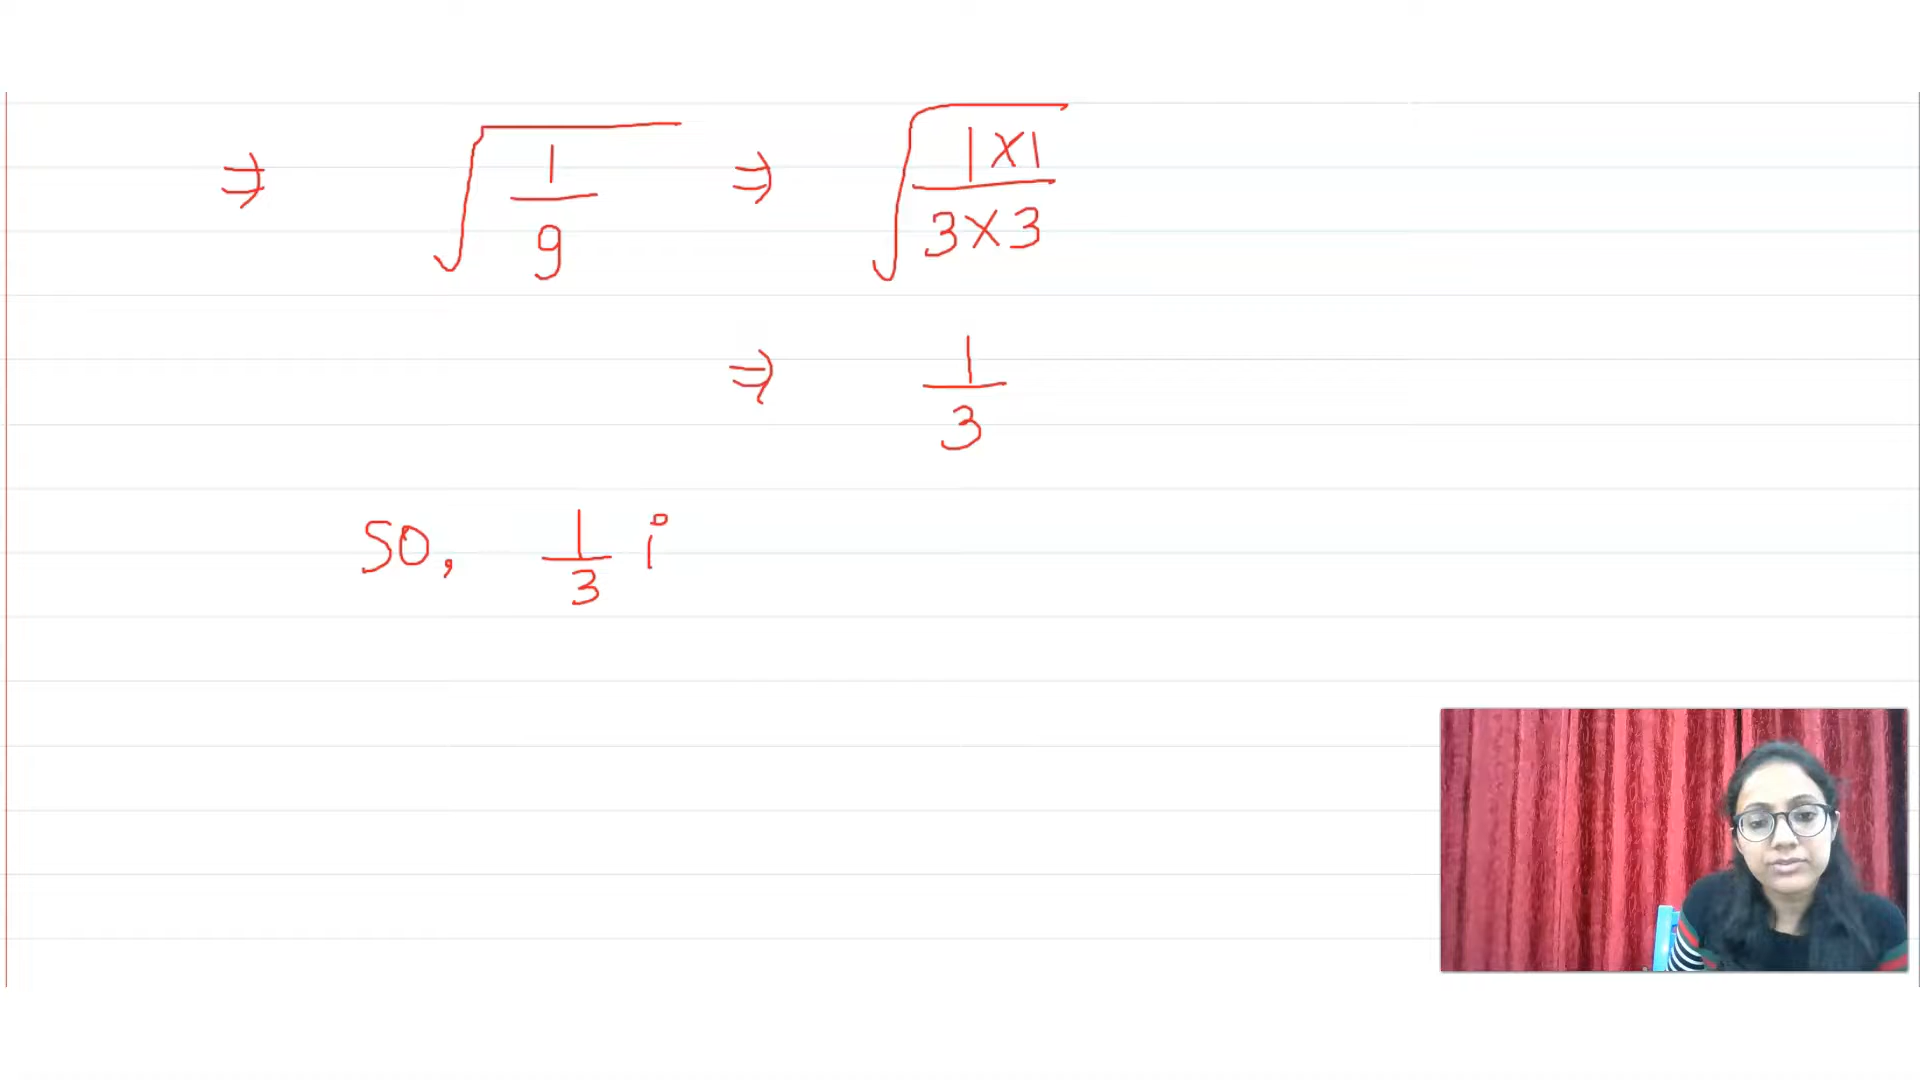 ⇒ √(1/9) ⇒ √((1×1)/(3×3))
⇒ 1/3
SO, 1/3 i